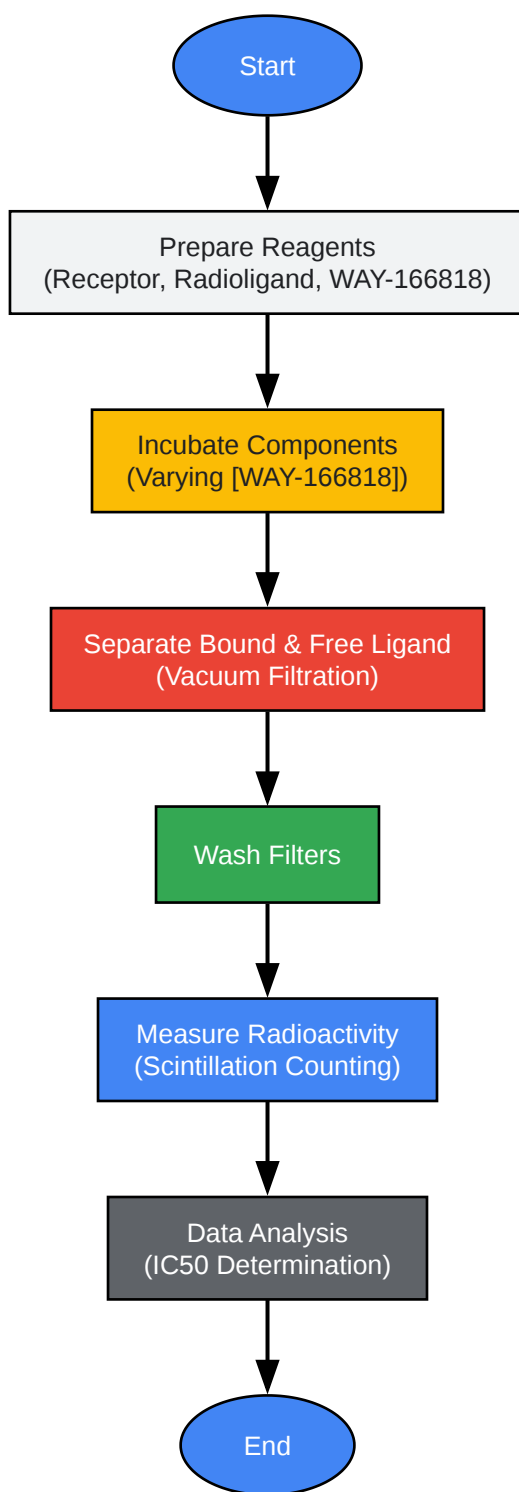 Start
Prepare Reagents
(Receptor, Radioligand, WAY-166818)
Incubate Components
(Varying [WAY-166818])
Separate Bound & Free Ligand
(Vacuum Filtration)
Wash Filters
Measure Radioactivity
(Scintillation Counting)
Data Analysis
(IC50 Determination)
End